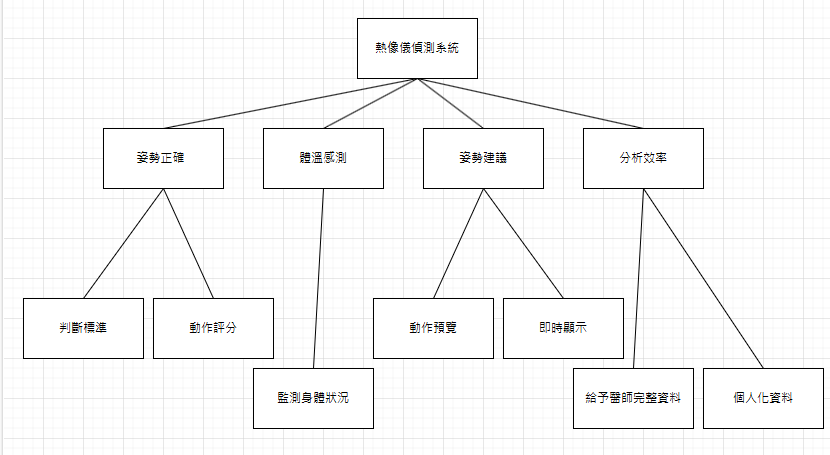 熱像儀偵測系統
姿勢正確
體溫感測
姿勢建議
分析效率
判斷標準
動作評分
動作預覽
即時顯示
監測身體狀況
給予醫師完整資料
個人化資料